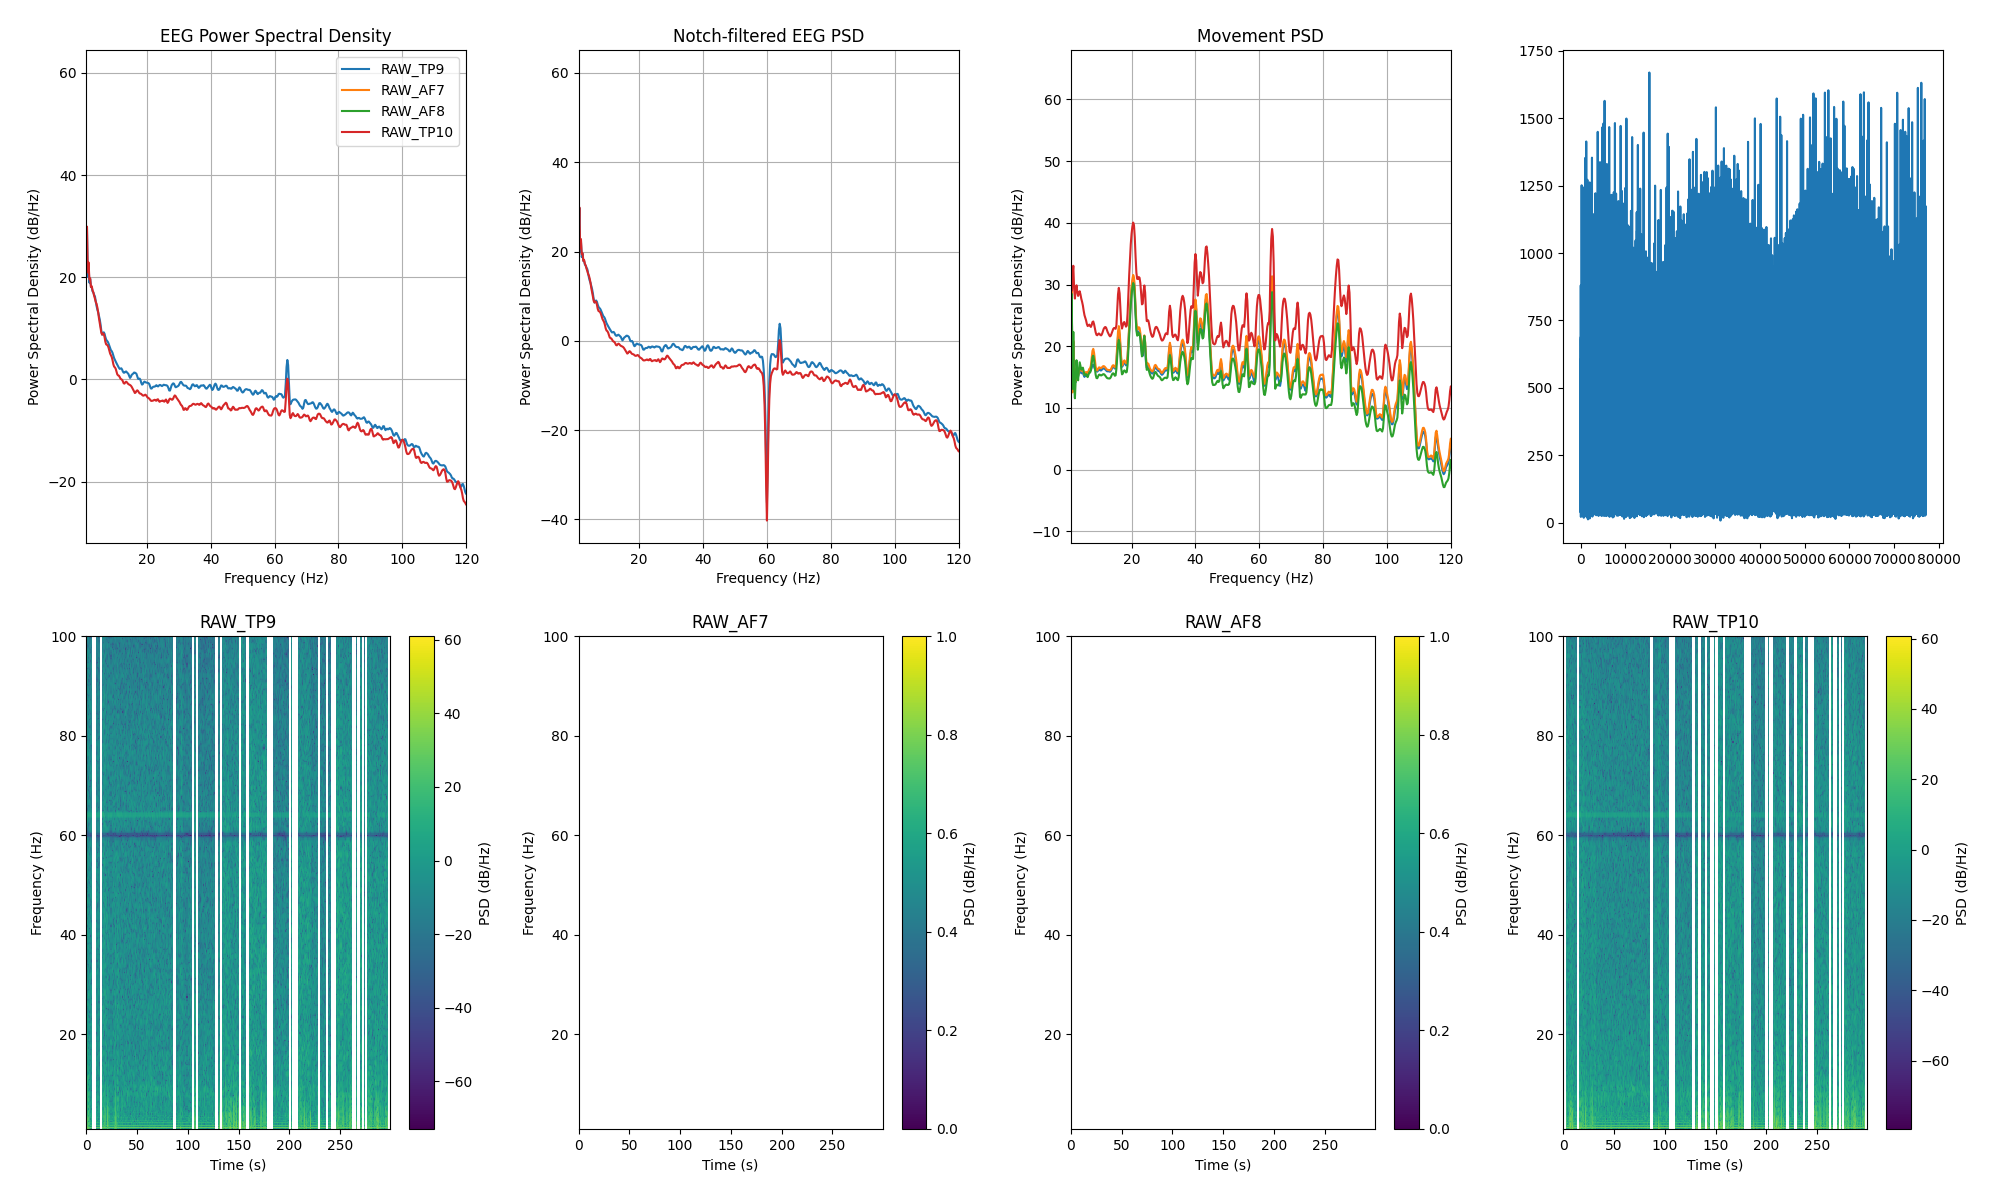 EEG Power Spectral Density
Power Spectral Density (dB/Hz)
60
40
20
0
−20
RAW_TP9
RAW_AF7
RAW_AF8
RAW_TP10
20 40 60 80 100 120
Frequency (Hz)
Notch-filtered EEG PSD
Power Spectral Density (dB/Hz)
60
40
20
0
−20
−40
20 40 60 80 100 120
Frequency (Hz)
Movement PSD
Power Spectral Density (dB/Hz)
60
50
40
30
20
10
0
−10
20 40 60 80 100 120
Frequency (Hz)
1750
1500
1250
1000
750
500
250
0
0 10000 20000 30000 40000 50000 60000 70000 80000
RAW_TP9
Frequency (Hz)
100
80
60
40
20
0 50 100 150 200 250
Time (s)
60
40
20
0
−20
−40
−60
PSD (dB/Hz)
RAW_AF7
Frequency (Hz)
100
80
60
40
20
0 50 100 150 200 250
Time (s)
1.0
0.8
0.6
0.4
0.2
0.0
PSD (dB/Hz)
RAW_AF8
Frequency (Hz)
100
80
60
40
20
0 50 100 150 200 250
Time (s)
1.0
0.8
0.6
0.4
0.2
0.0
PSD (dB/Hz)
RAW_TP10
Frequency (Hz)
100
80
60
40
20
0 50 100 150 200 250
Time (s)
60
40
20
0
−20
−40
−60
PSD (dB/Hz)